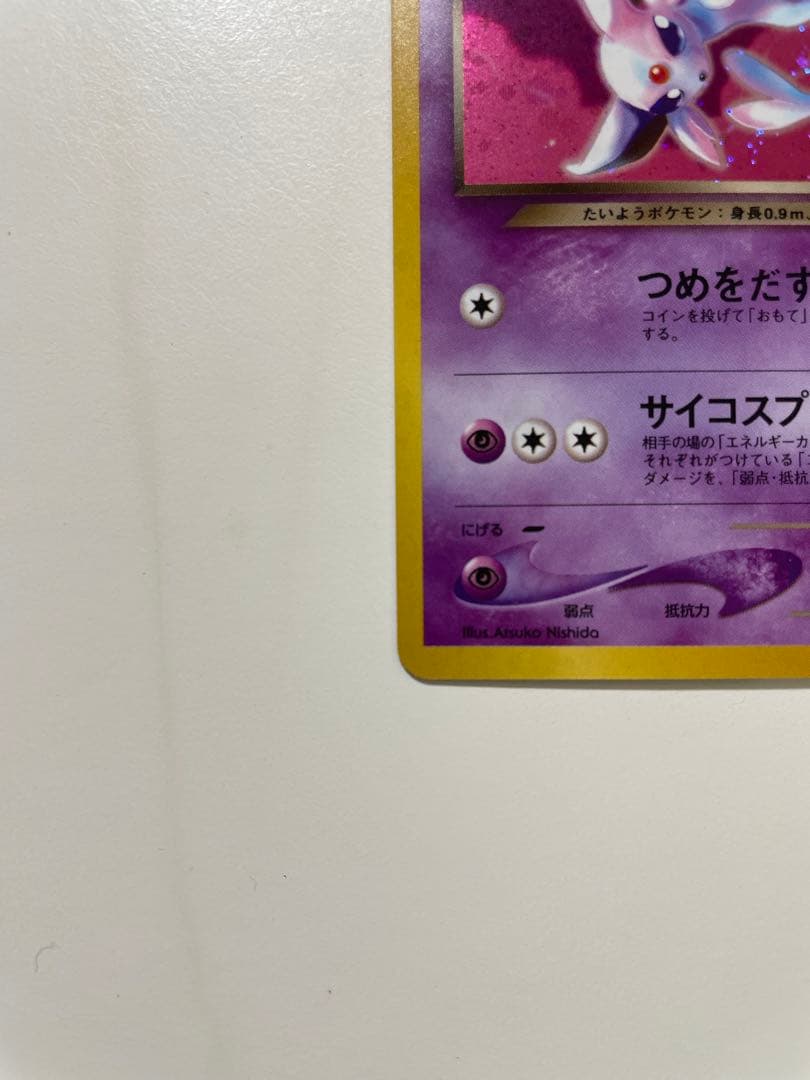 たいようポケモン：身長0.9m、
つめをだす
コインを投げて「おもて」
する。
サイコスプ
相手の場の「エネルギーカ
それぞれがつけている「
ダメージを、「弱点・抵抗
にげる
弱点
抵抗力
Illus. Atsuko Nishida